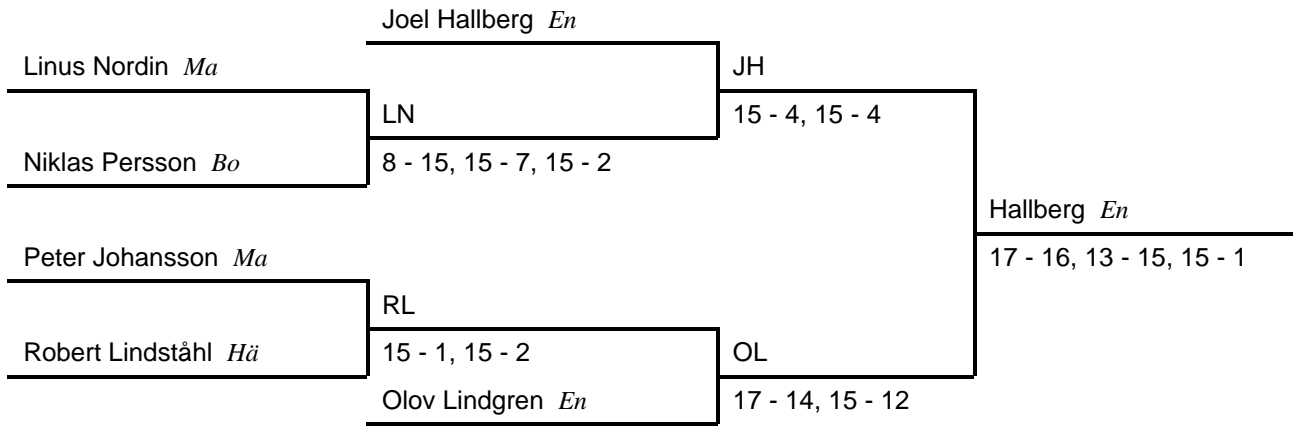 Joel Hallberg En
Linus Nordin Ma
JH
LN
15 - 4, 15 - 4
Niklas Persson Bo
8 - 15, 15 - 7, 15 - 2
Hallberg En
Peter Johansson Ma
17 - 16, 13 - 15, 15 - 1
RL
Robert Lindståhl Hä
15 - 1, 15 - 2
OL
Olov Lindgren En
17 - 14, 15 - 12